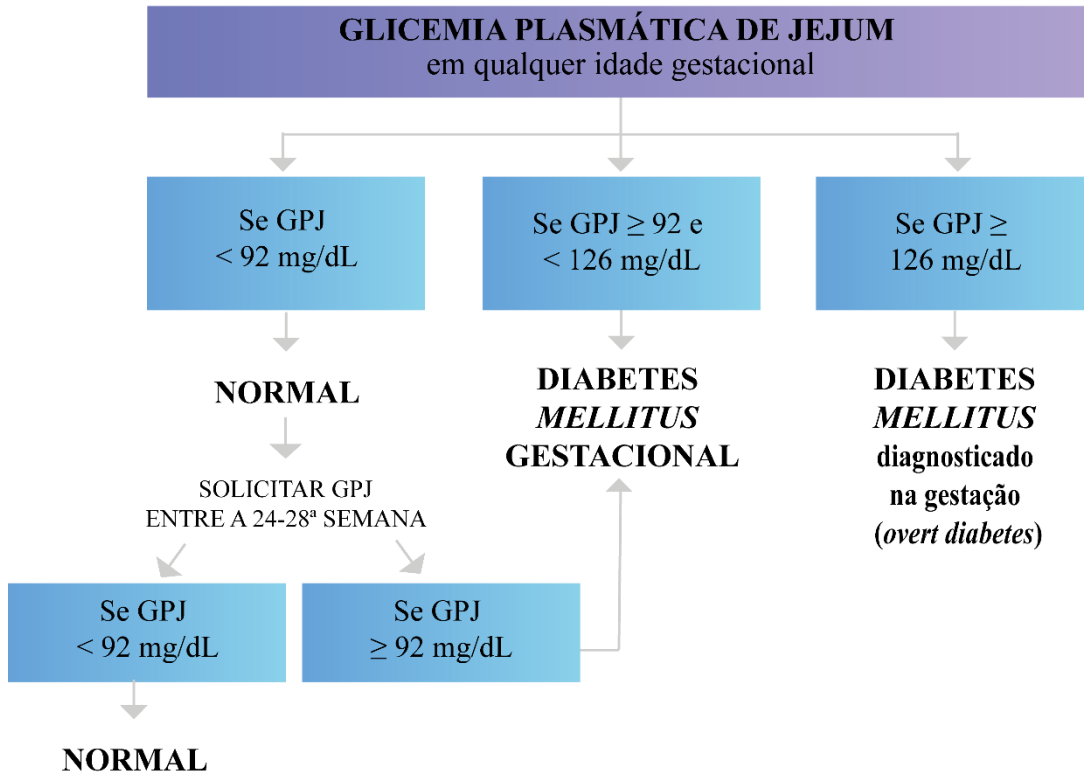 GLICEMIA PLASMÁTICA DE JEJUM
em qualquer idade gestacional
Se GPJ
< 92 mg/dL
Se GPJ ≥ 92 e
< 126 mg/dL
Se GPJ ≥
126 mg/dL
NORMAL
DIABETES
MELLITUS
GESTACIONAL
DIABETES
MELLITUS
diagnosticado
na gestação
(overt diabetes)
SOLICITAR GPJ
ENTRE A 24-28ª SEMANA
Se GPJ
< 92 mg/dL
Se GPJ
≥ 92 mg/dL
NORMAL